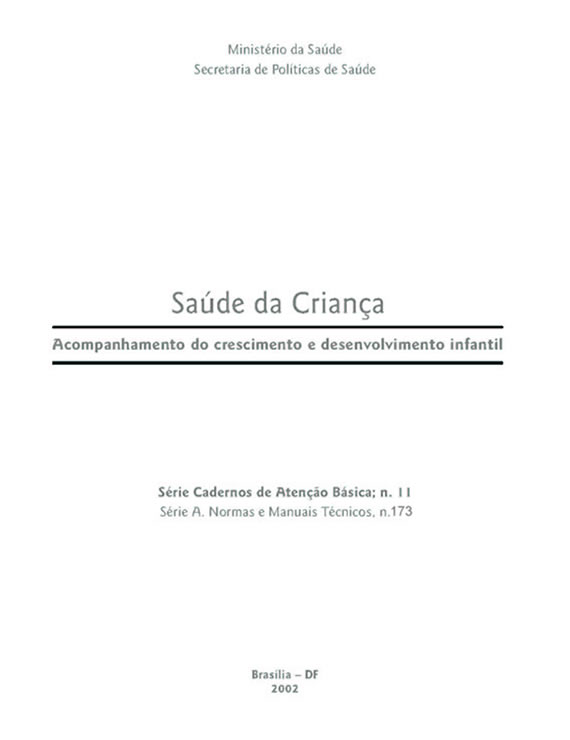 Ministério da Saúde
Secretaria de Políticas de Saúde
Saúde da Criança
Acompanhamento do crescimento e desenvolvimento infantil
Série Cadernos de Atenção Básica; n. 11
Série A. Normas e Manuais Técnicos, n.173
Brasília – DF
2002